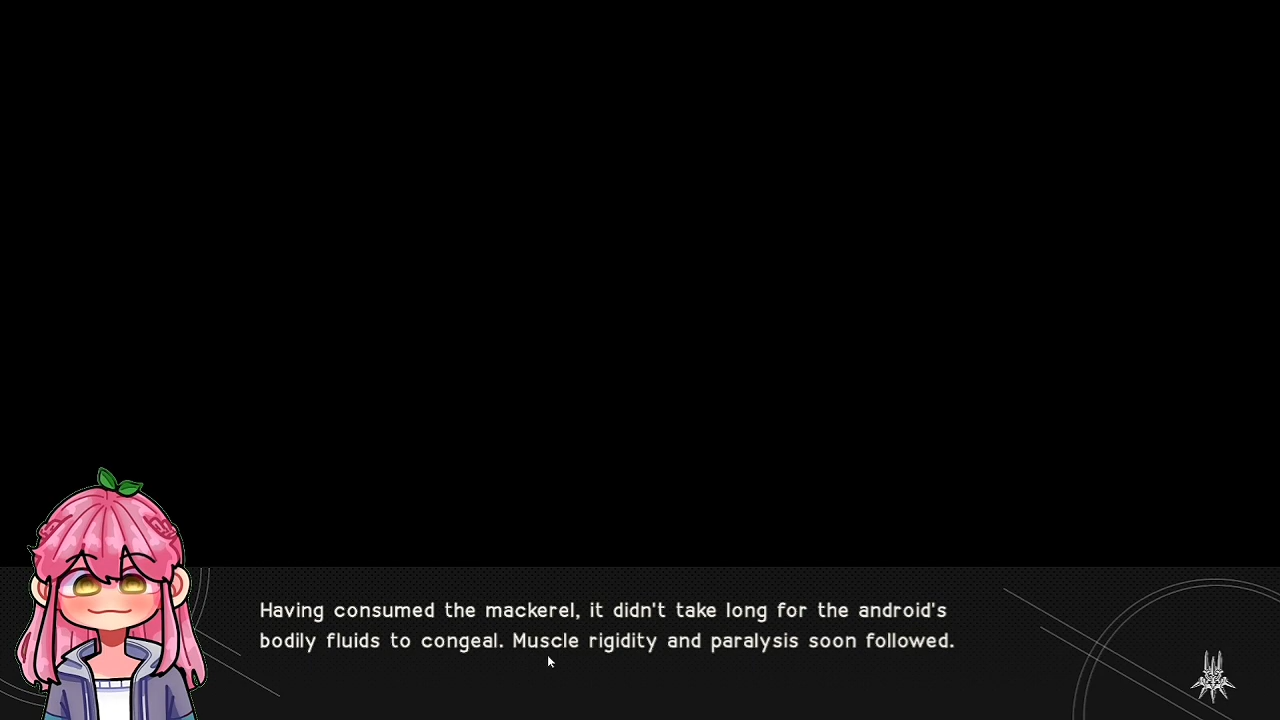 Having consumed the mackerel, it didn't take long for the android's
bodily fluids to congeal. Muscle rigidity and paralysis soon followed.